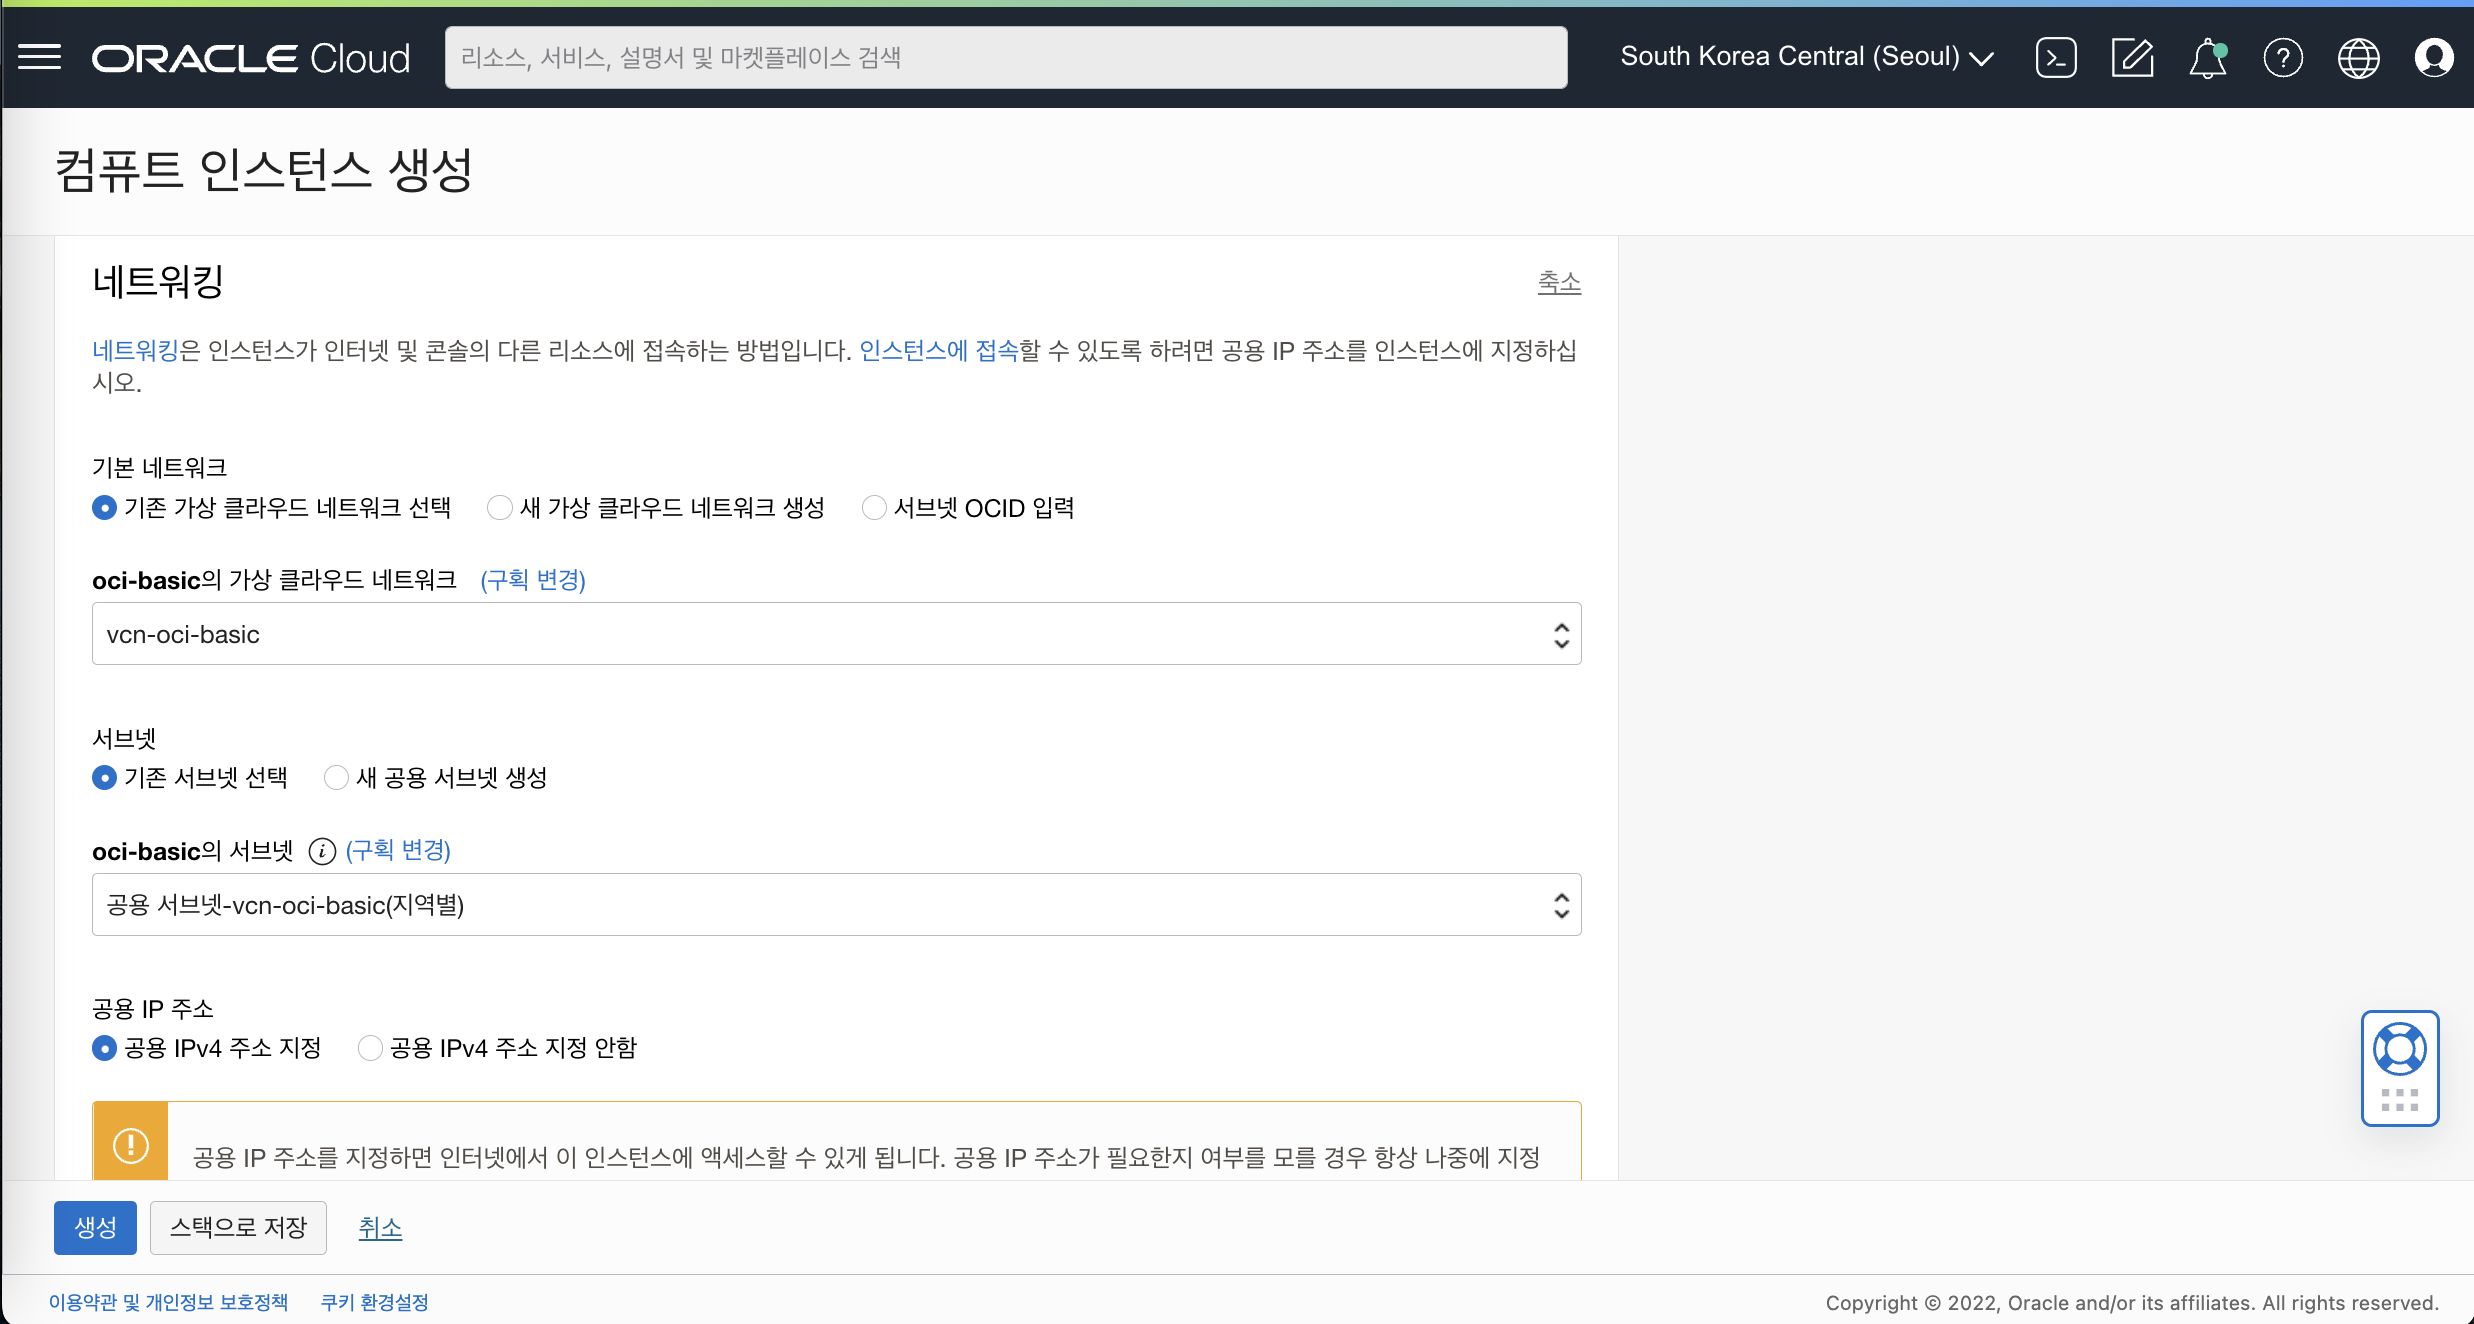 ORACLE Cloud
리소스, 서비스, 설명서 및 마켓플레이스 검색
South Korea Central (Seoul)
컴퓨트 인스턴스 생성
네트워킹
축소
네트워킹은 인스턴스가 인터넷 및 콘솔의 다른 리소스에 접속하는 방법입니다. 인스턴스에 접속할 수 있도록 하려면 공용 IP 주소를 인스턴스에 지정하십
시오.
기본 네트워크
기존 가상 클라우드 네트워크 선택
새 가상 클라우드 네트워크 생성
서브넷 OCID 입력
oci-basic의 가상 클라우드 네트워크 (구획 변경)
vcn-oci-basic
서브넷
기존 서브넷 선택
새 공용 서브넷 생성
oci-basic의 서브넷 (구획 변경)
공용 서브넷-vcn-oci-basic(지역별)
공용 IP 주소
공용 IPv4 주소 지정
공용 IPv4 주소 지정 안함
공용 IP 주소를 지정하면 인터넷에서 이 인스턴스에 액세스할 수 있게 됩니다. 공용 IP 주소가 필요한지 여부를 모를 경우 항상 나중에 지정
생성
스택으로 저장
취소
이용약관 및 개인정보 보호정책
쿠키 환경설정
Copyright © 2022, Oracle and/or its affiliates. All rights reserved.